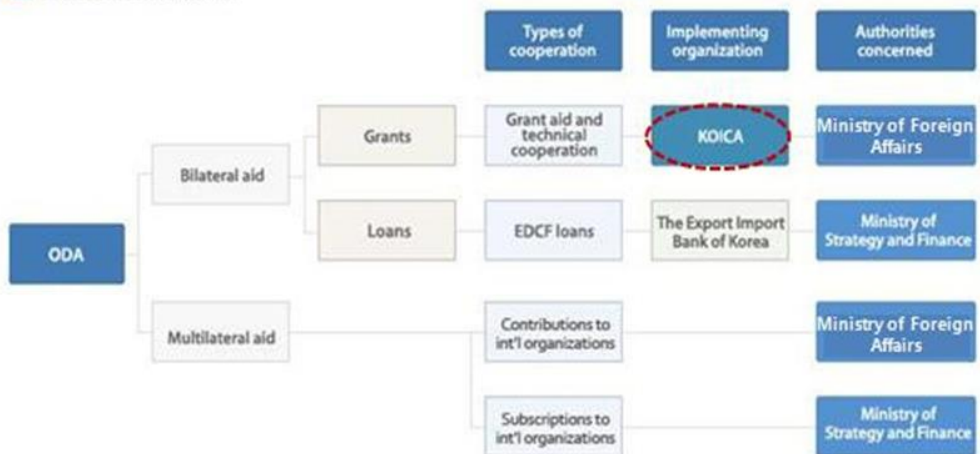 Types of
cooperation
Implementing
organization
Authorities
concerned
Grants
Grant aid and
technical
cooperation
KOICA
Ministry of Foreign
Affairs
Bilateral aid
Loans
EDCF loans
The Export Import
Bank of Korea
Ministry of
Strategy and Finance
ODA
Multilateral aid
Contributions to
int'l organizations
Ministry of Foreign
Affairs
Subscriptions to
int'l organizations
Ministry of
Strategy and Finance